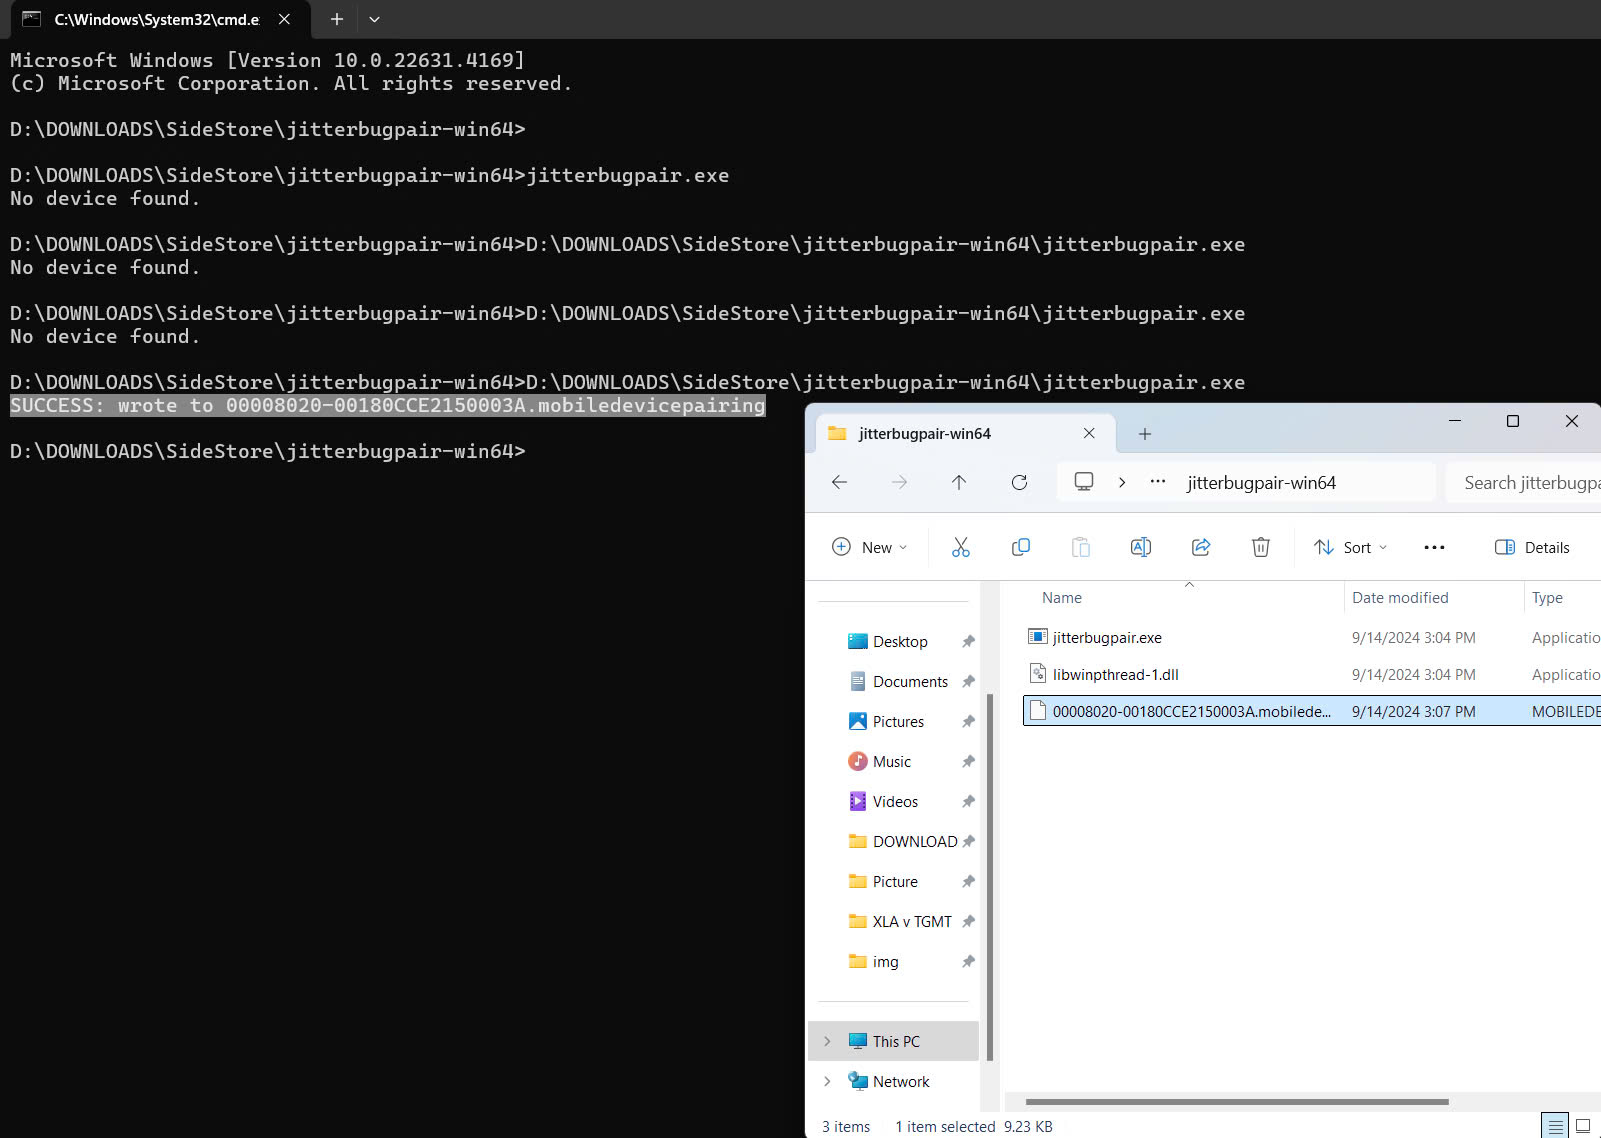 C:\Windows\System32\cmd.e
Microsoft Windows [Version 10.0.22631.4169]
(c) Microsoft Corporation. All rights reserved.
D:\DOWNLOADS\SideStore\jitterbugpair-win64>
D:\DOWNLOADS\SideStore\jitterbugpair-win64>jitterbugpair.exe
No device found.
D:\DOWNLOADS\SideStore\jitterbugpair-win64>D:\DOWNLOADS\SideStore\jitterbugpair-win64\jitterbugpair.exe
No device found.
D:\DOWNLOADS\SideStore\jitterbugpair-win64>D:\DOWNLOADS\SideStore\jitterbugpair-win64\jitterbugpair.exe
No device found.
D:\DOWNLOADS\SideStore\jitterbugpair-win64>D:\DOWNLOADS\SideStore\jitterbugpair-win64\jitterbugpair.exe
SUCCESS: wrote to 00008020-00180CCE2150003A.mobiledevicepairing
D:\DOWNLOADS\SideStore\jitterbugpair-win64>
jitterbugpair-win64
jitterbugpair-win64
Search jitterbugpa
New
Sort
Details
Name Date modified Type
jitterbugpair.exe 9/14/2024 3:04 PM Applicatio
libwinpthread-1.dll 9/14/2024 3:04 PM Applicatio
00008020-00180CCE2150003A.mobilede... 9/14/2024 3:07 PM MOBILEDE
Desktop
Documents
Pictures
Music
Videos
DOWNLOAD
Picture
XLA v TGMT
img
This PC
Network
3 items 1 item selected 9.23 KB